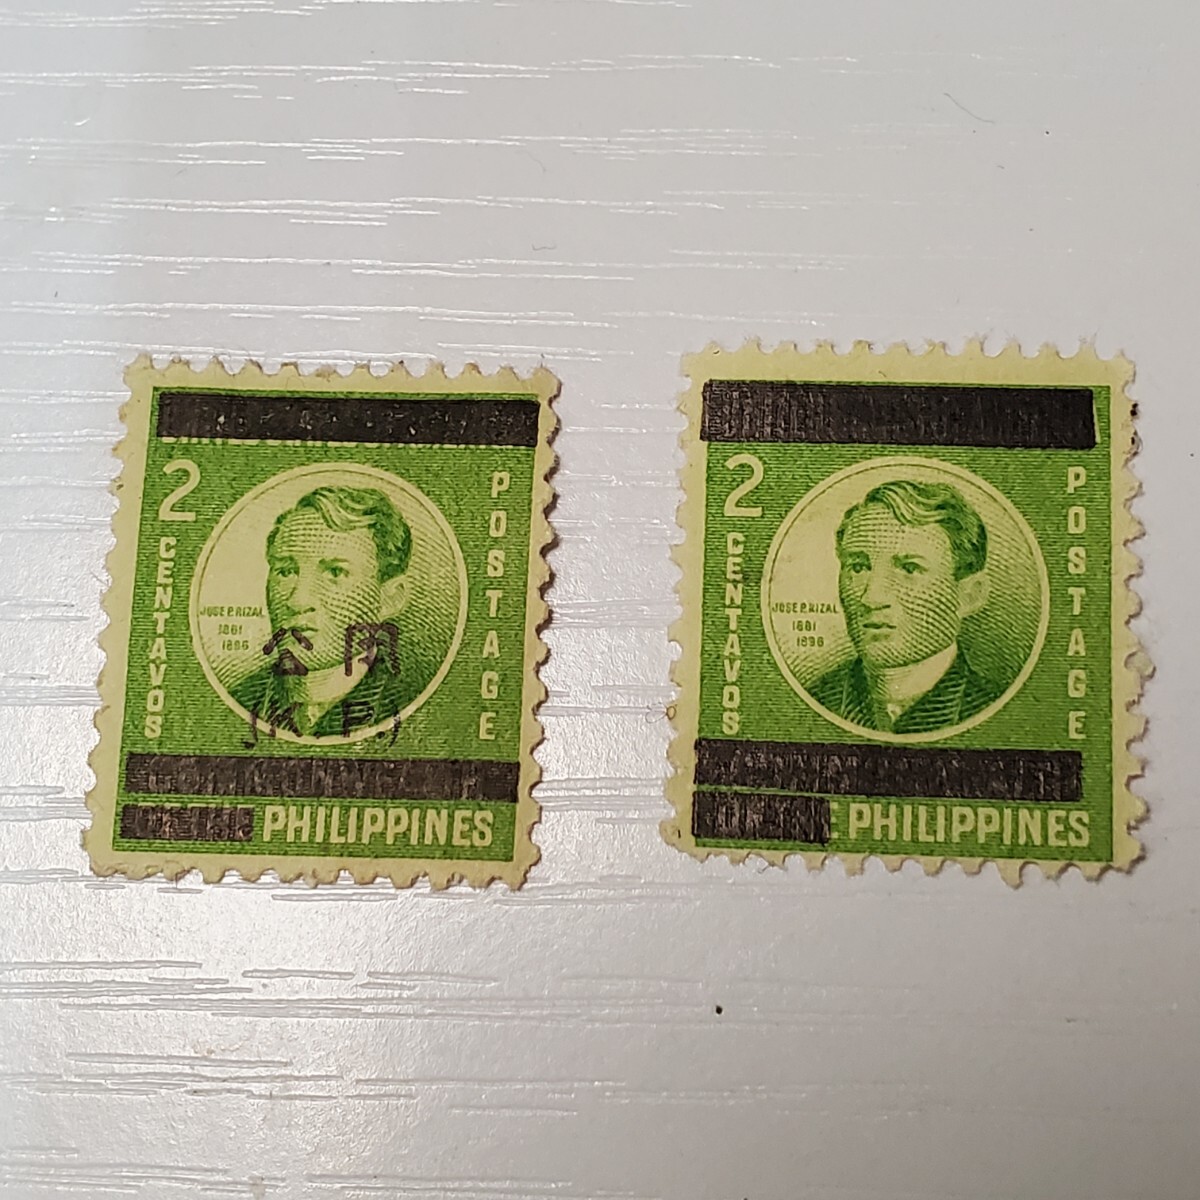 2
CENTAVOS
POSTAGE
JOSE P. RIZAL
1861
1896
公用
(K. P.)
PHILIPPINES
2
CENTAVOS
POSTAGE
JOSE P. RIZAL
1861
1896
E PHILIPPINES